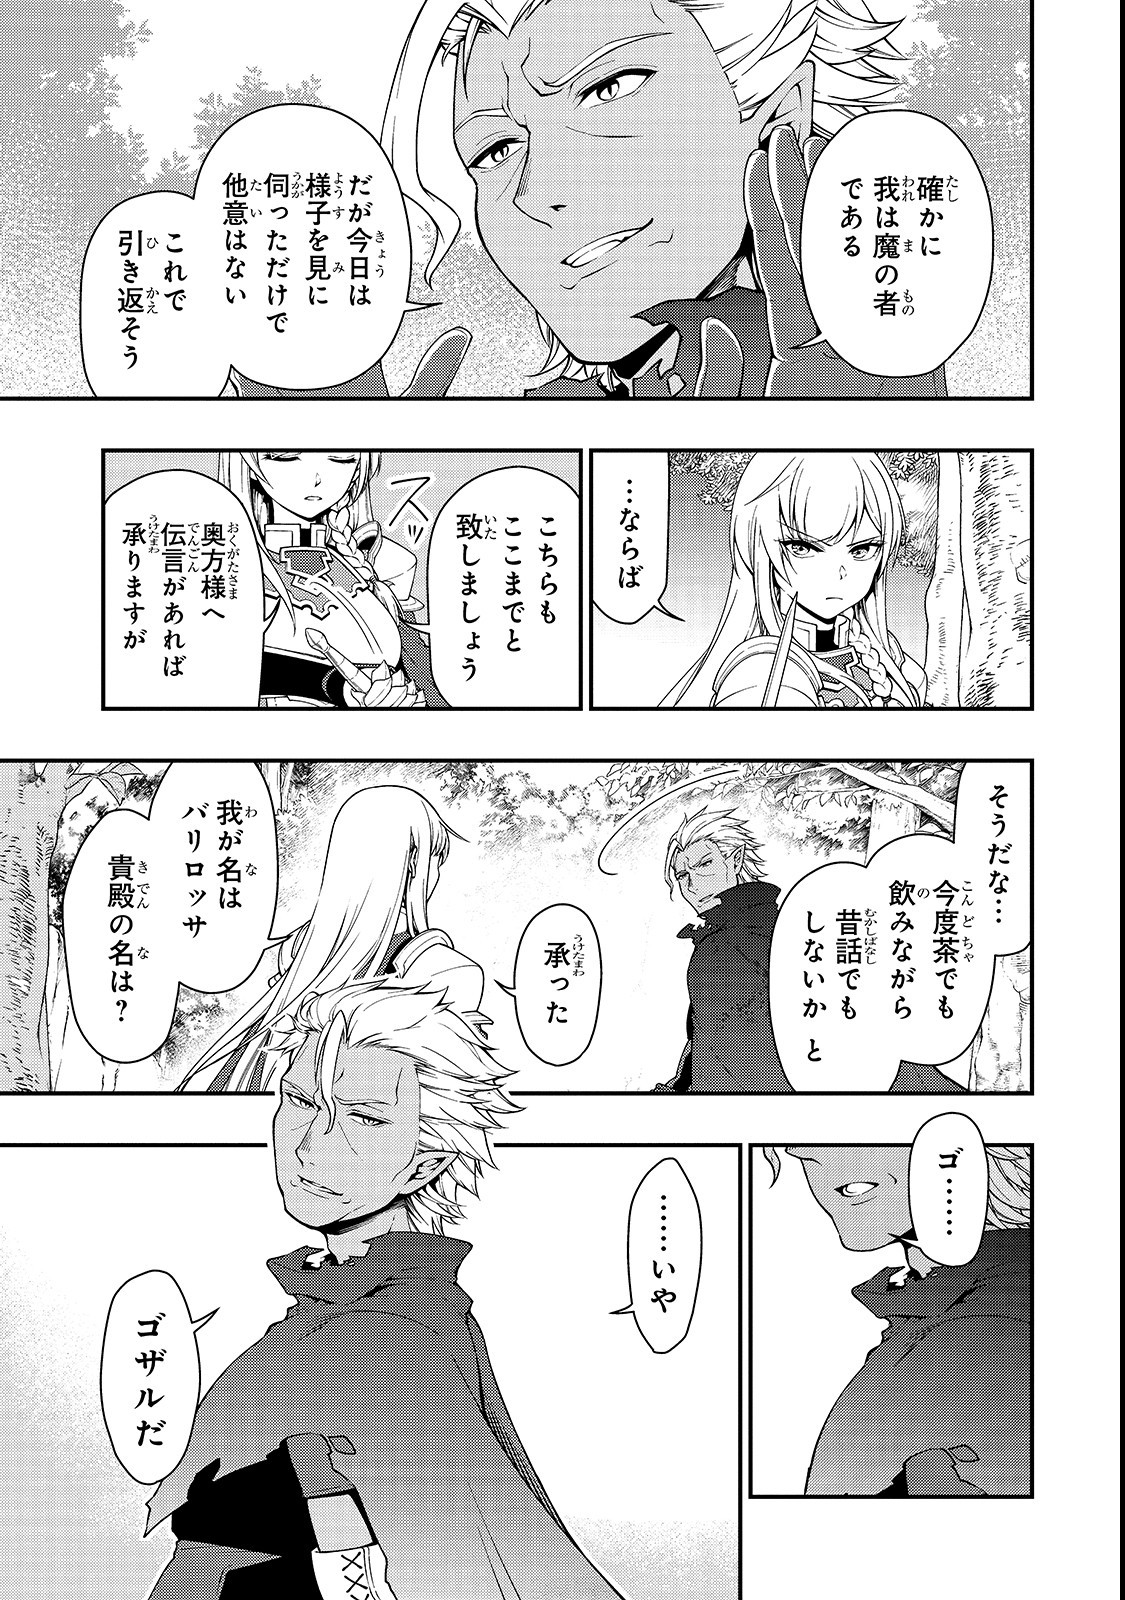 確かに
我は魔の者
である
だが今日は
様子を見に
伺っただけで
他意はない
これで
引き返そう
…ならば
こちらも
ここまでと
致しましょう
スッ
奥方様へ
伝言があれば
承りますが
そうだな…
今度茶でも
飲みながら
昔話でも
しないか と
承った
我が名は
バリロッサ
貴殿の名は?
ゴ……
……いや
ゴザルだ